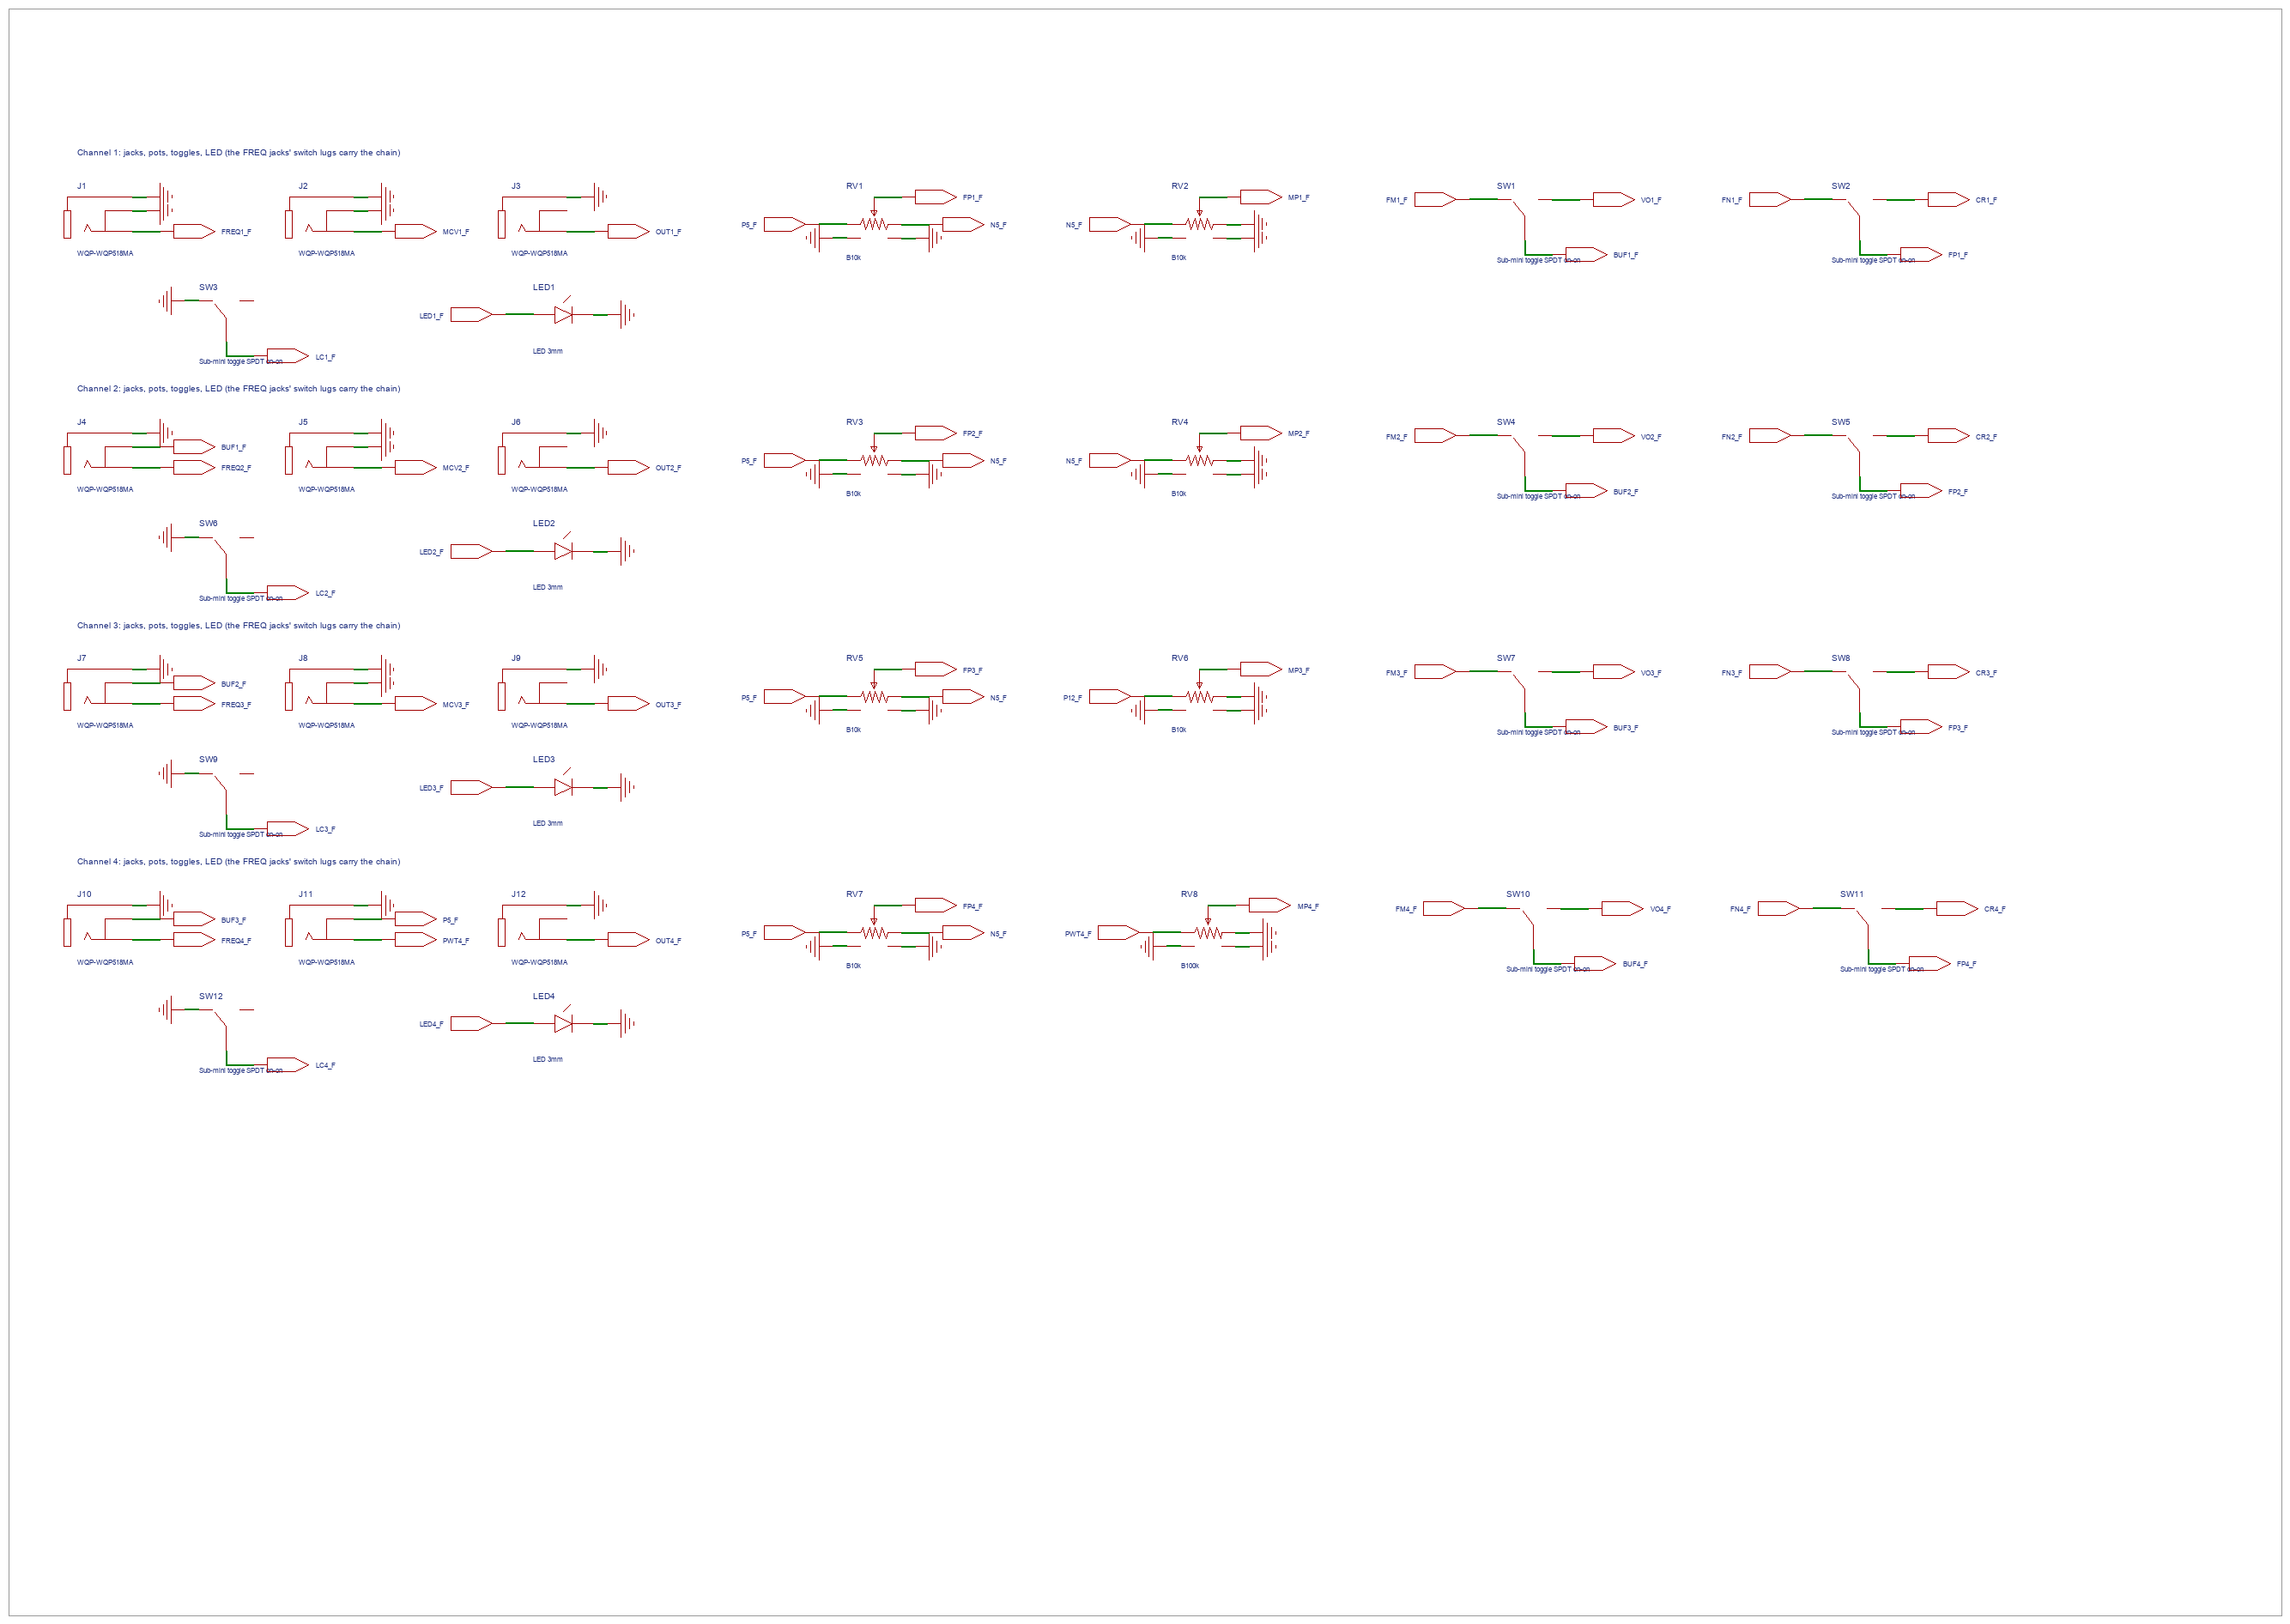 Channel 1: jacks, pots, toggles, LED (the FREQ jacks' switch lugs carry the chain)
J1 J2 J3 RV1 RV2 SW1 SW2
FP1_F MP1_F
FM1_F VO1_F FN1_F CR1_F
P5_F N5_F N5_F
FREQ1_F MCV1_F OUT1_F
WQP-WQP518MA WQP-WQP518MA WQP-WQP518MA B10k B10k BUF1_F FP1_F
Sub-mini toggle SPDT on-on Sub-mini toggle SPDT on-on
SW3 LED1
LED1_F
LED 3mm
LC1_F
Sub-mini toggle SPDT on-on
Channel 2: jacks, pots, toggles, LED (the FREQ jacks' switch lugs carry the chain)
J4 J5 J6 RV3 RV4 SW4 SW5
FP2_F MP2_F
FM2_F VO2_F FN2_F CR2_F
BUF1_F
P5_F N5_F N5_F
FREQ2_F MCV2_F OUT2_F
WQP-WQP518MA WQP-WQP518MA WQP-WQP518MA B10k B10k BUF2_F FP2_F
Sub-mini toggle SPDT on-on Sub-mini toggle SPDT on-on
SW6 LED2
LED2_F
LED 3mm
LC2_F
Sub-mini toggle SPDT on-on
Channel 3: jacks, pots, toggles, LED (the FREQ jacks' switch lugs carry the chain)
J7 J8 J9 RV5 RV6 SW7 SW8
FP3_F MP3_F
FM3_F VO3_F FN3_F CR3_F
BUF2_F
P5_F N5_F P12_F
FREQ3_F MCV3_F OUT3_F
WQP-WQP518MA WQP-WQP518MA WQP-WQP518MA B10k B10k BUF3_F FP3_F
Sub-mini toggle SPDT on-on Sub-mini toggle SPDT on-on
SW9 LED3
LED3_F
LED 3mm
LC3_F
Sub-mini toggle SPDT on-on
Channel 4: jacks, pots, toggles, LED (the FREQ jacks' switch lugs carry the chain)
J10 J11 J12 RV7 RV8 SW10 SW11
FP4_F MP4_F
FM4_F VO4_F FN4_F CR4_F
BUF3_F P5_F
P5_F N5_F PWT4_F
FREQ4_F PWT4_F OUT4_F
WQP-WQP518MA WQP-WQP518MA WQP-WQP518MA B10k B100k BUF4_F FP4_F
Sub-mini toggle SPDT on-on Sub-mini toggle SPDT on-on
SW12 LED4
LED4_F
LED 3mm
LC4_F
Sub-mini toggle SPDT on-on